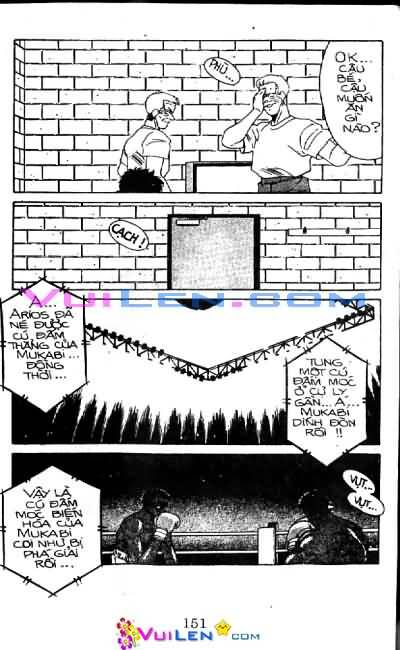 OK...
CẬU
BÉ,
CẬU
MUỐN
ĂN
GÌ
NÀO?
PHÙ...
CẠCH!
VuiLen.com
A...
ARIOS ĐÃ
NÉ ĐƯỢC
CÚ ĐẤM
THẲNG CỦA
MUKABI...
ĐỒNG
THỜI...
TUNG
MỘT CÚ
ĐẤM MÓC
Ở CỰ LY
GẦN... A...
MUKABI
DÍNH ĐÒN
RỒI!!
VẬY LÀ
CÚ ĐẤM
MÓC BIẾN
HÓA CỦA
MUKABI
COI NHƯ BỊ
PHÁ GIẢI
RỒI...
VỤT...
VỤT...
151
VuiLen.com